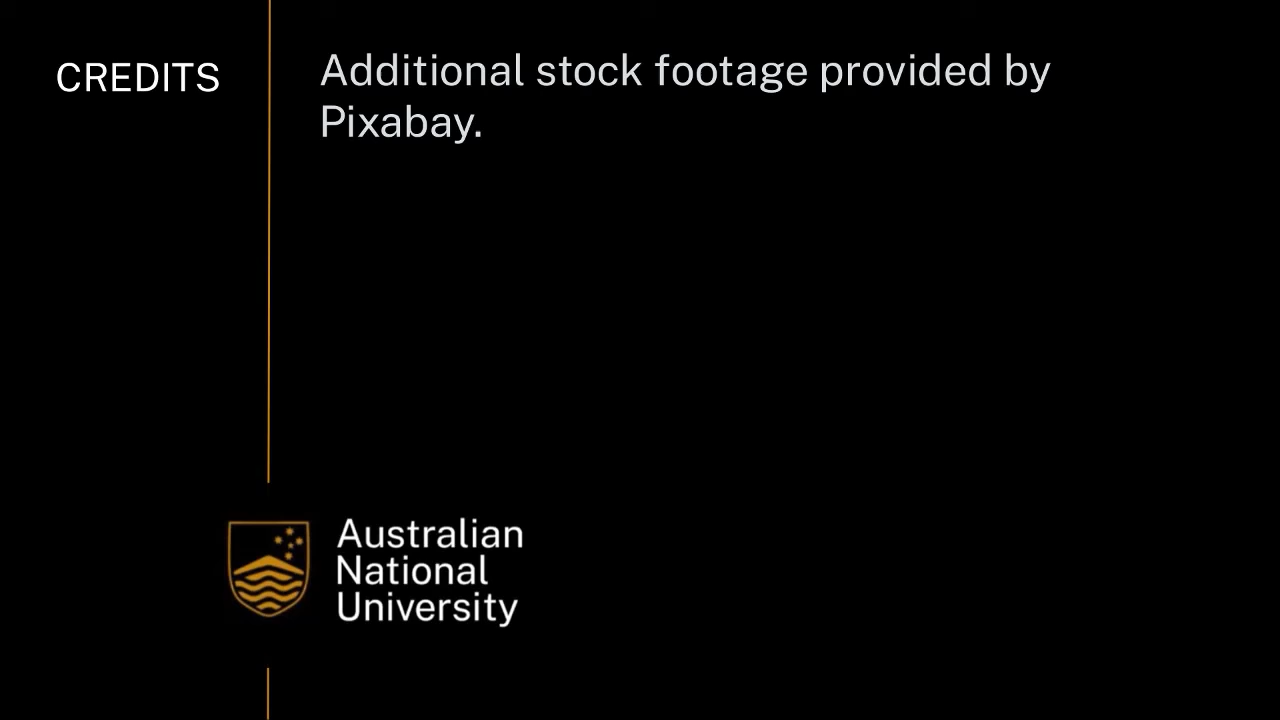 CREDITS
Additional stock footage provided by
Pixabay.
Australian
National
University